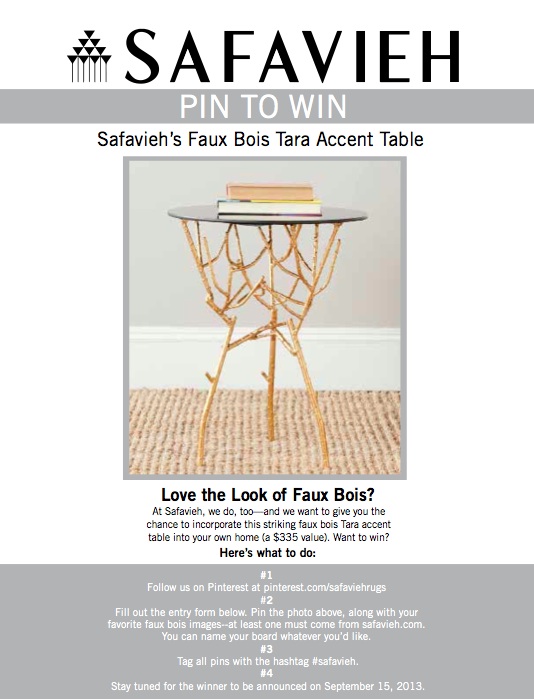 SAFAVIEH
PIN TO WIN
Safavieh's Faux Bois Tara Accent Table
Love the Look of Faux Bois?
At Safavieh, we do, too—and we want to give you the
chance to incorporate this striking faux bois Tara accent
table into your own home (a $335 value). Want to win?
Here's what to do:
#1
Follow us on Pinterest at pinterest.com/safaviehrugs
#2
Fill out the entry form below. Pin the photo above, along with your
favorite faux bois images--at least one must come from safavieh.com.
You can name your board whatever you'd like.
#3
Tag all pins with the hashtag #safavieh.
#4
Stay tuned for the winner to be announced on September 15, 2013.